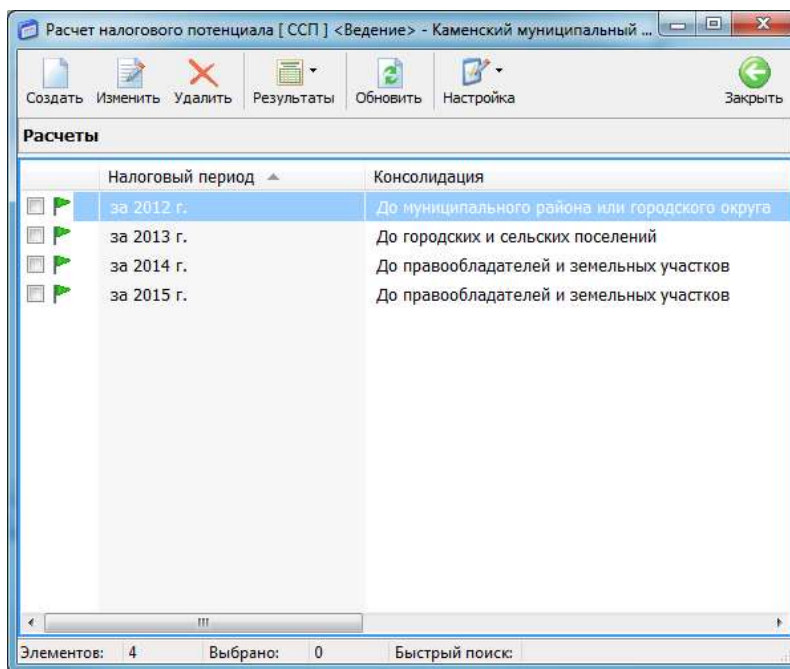 Расчет налогового потенциала [ ССП ] <Ведение> - Каменский муниципальный ...
Создать Изменить Удалить Результаты Обновить Настройка Закрыть
Расчеты
Налоговый период Консолидация
за 2012 г. До муниципального района или городского округа
за 2013 г. До городских и сельских поселений
за 2014 г. До правообладателей и земельных участков
за 2015 г. До правообладателей и земельных участков
Элементов: 4 Выбрано: 0 Быстрый поиск: